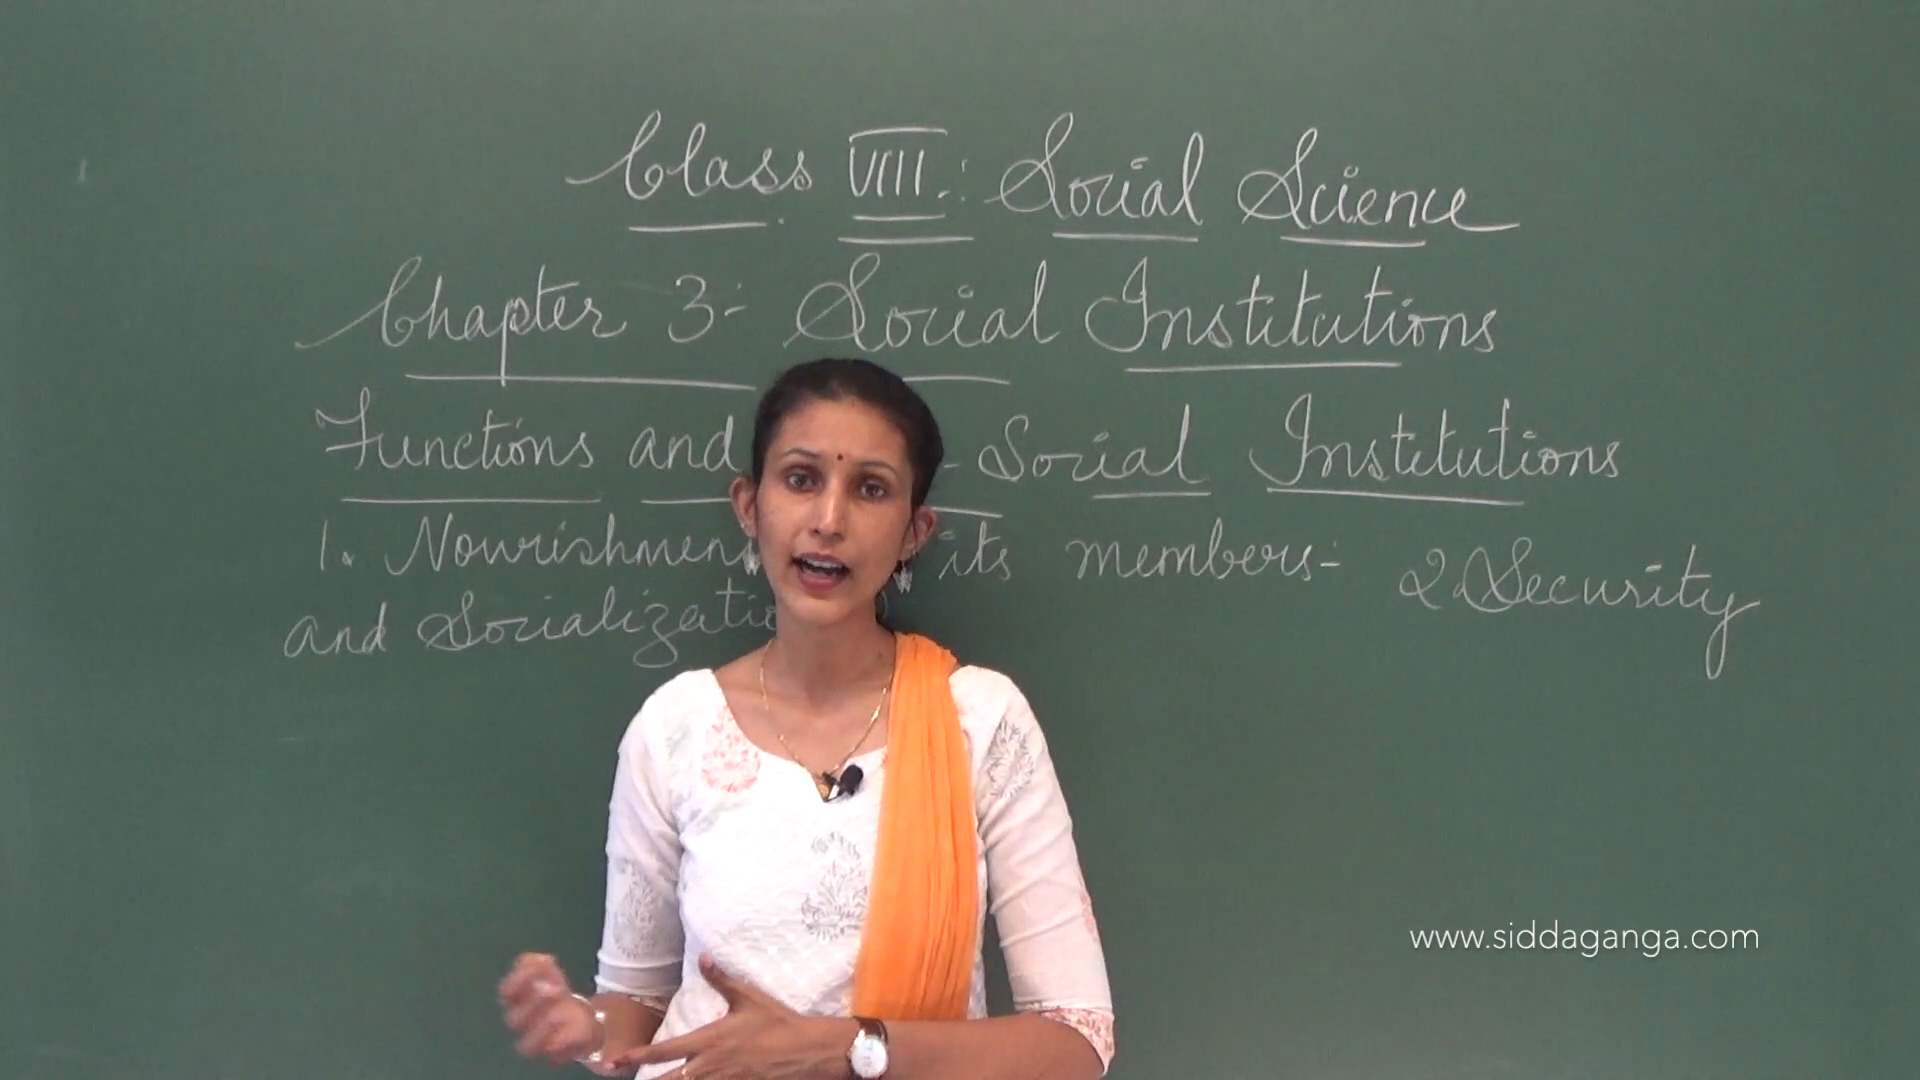 Class VIII.: Social Science
Chapter 3:- Social Institutions
Functions and Social Institutions
1. Nourishmen its members:- 2 Security
and Socializatio
www.siddaganga.com